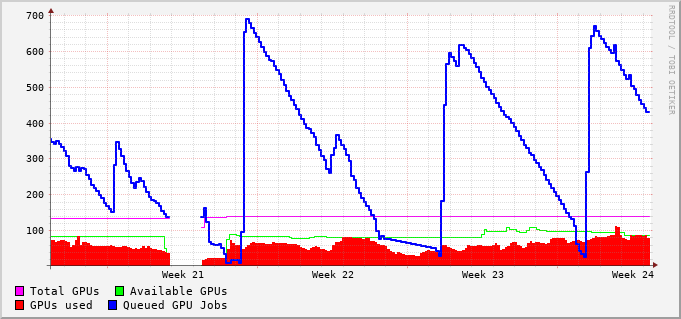 700
600
500
400
300
200
100
Week 21 Week 22 Week 23 Week 24
Total GPUs Available GPUs
GPUs used Queued GPU Jobs
RRDTOOL / TOBI OETIKER